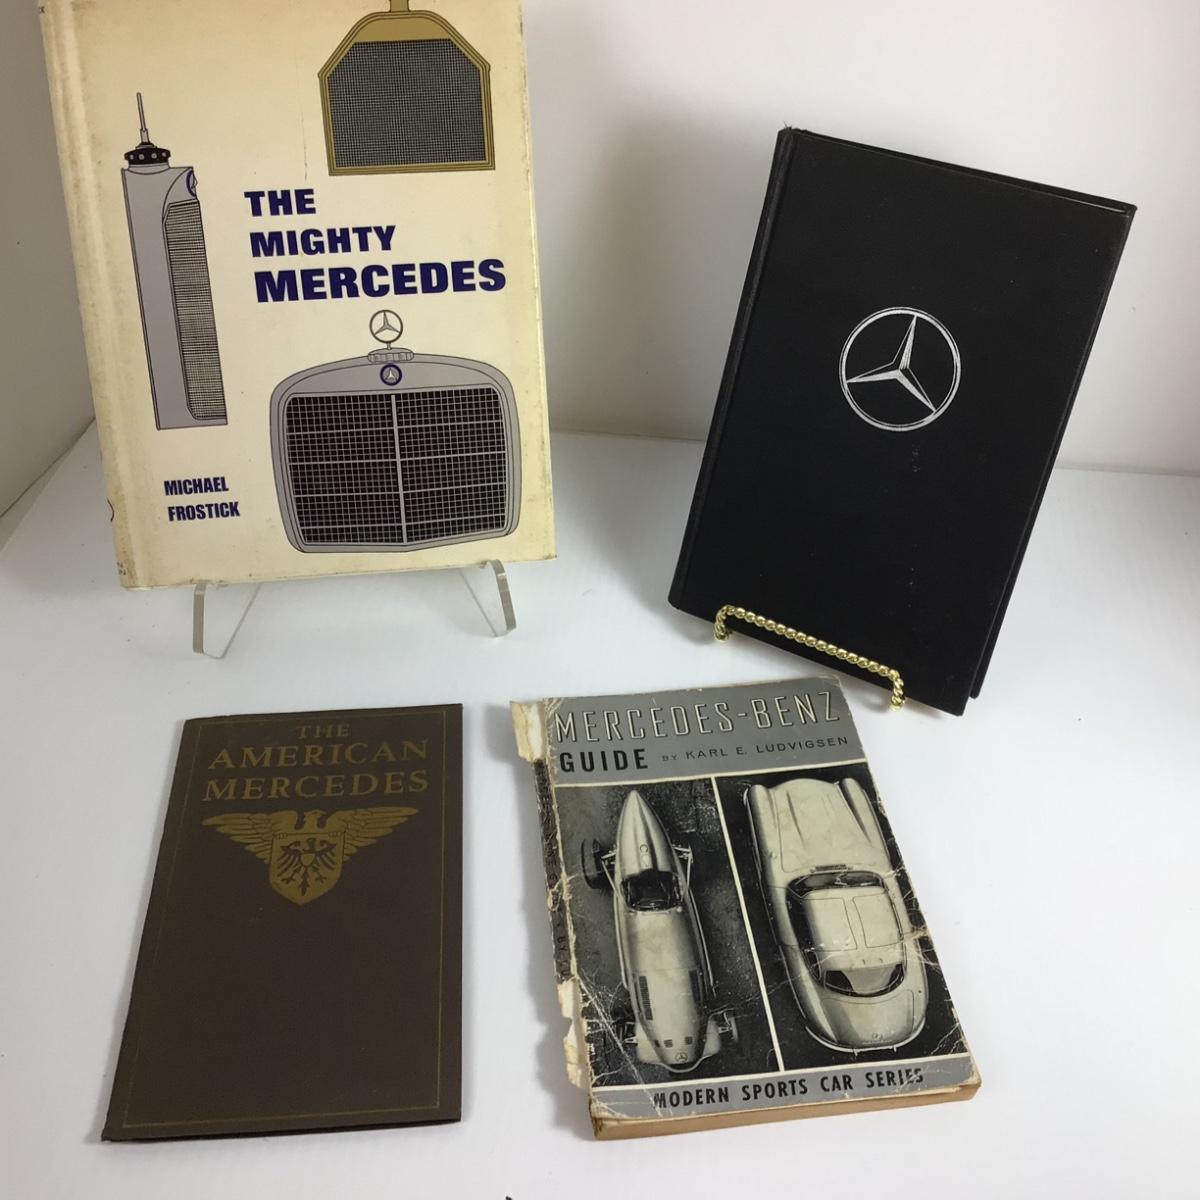 THE
MIGHTY
MERCEDES
MICHAEL
FROSTICK
THE
AMERICAN
MERCEDES
MERCEDES-BENZ
GUIDE BY KARL E. LUDVIGSEN
MODERN SPORTS CAR SERIES